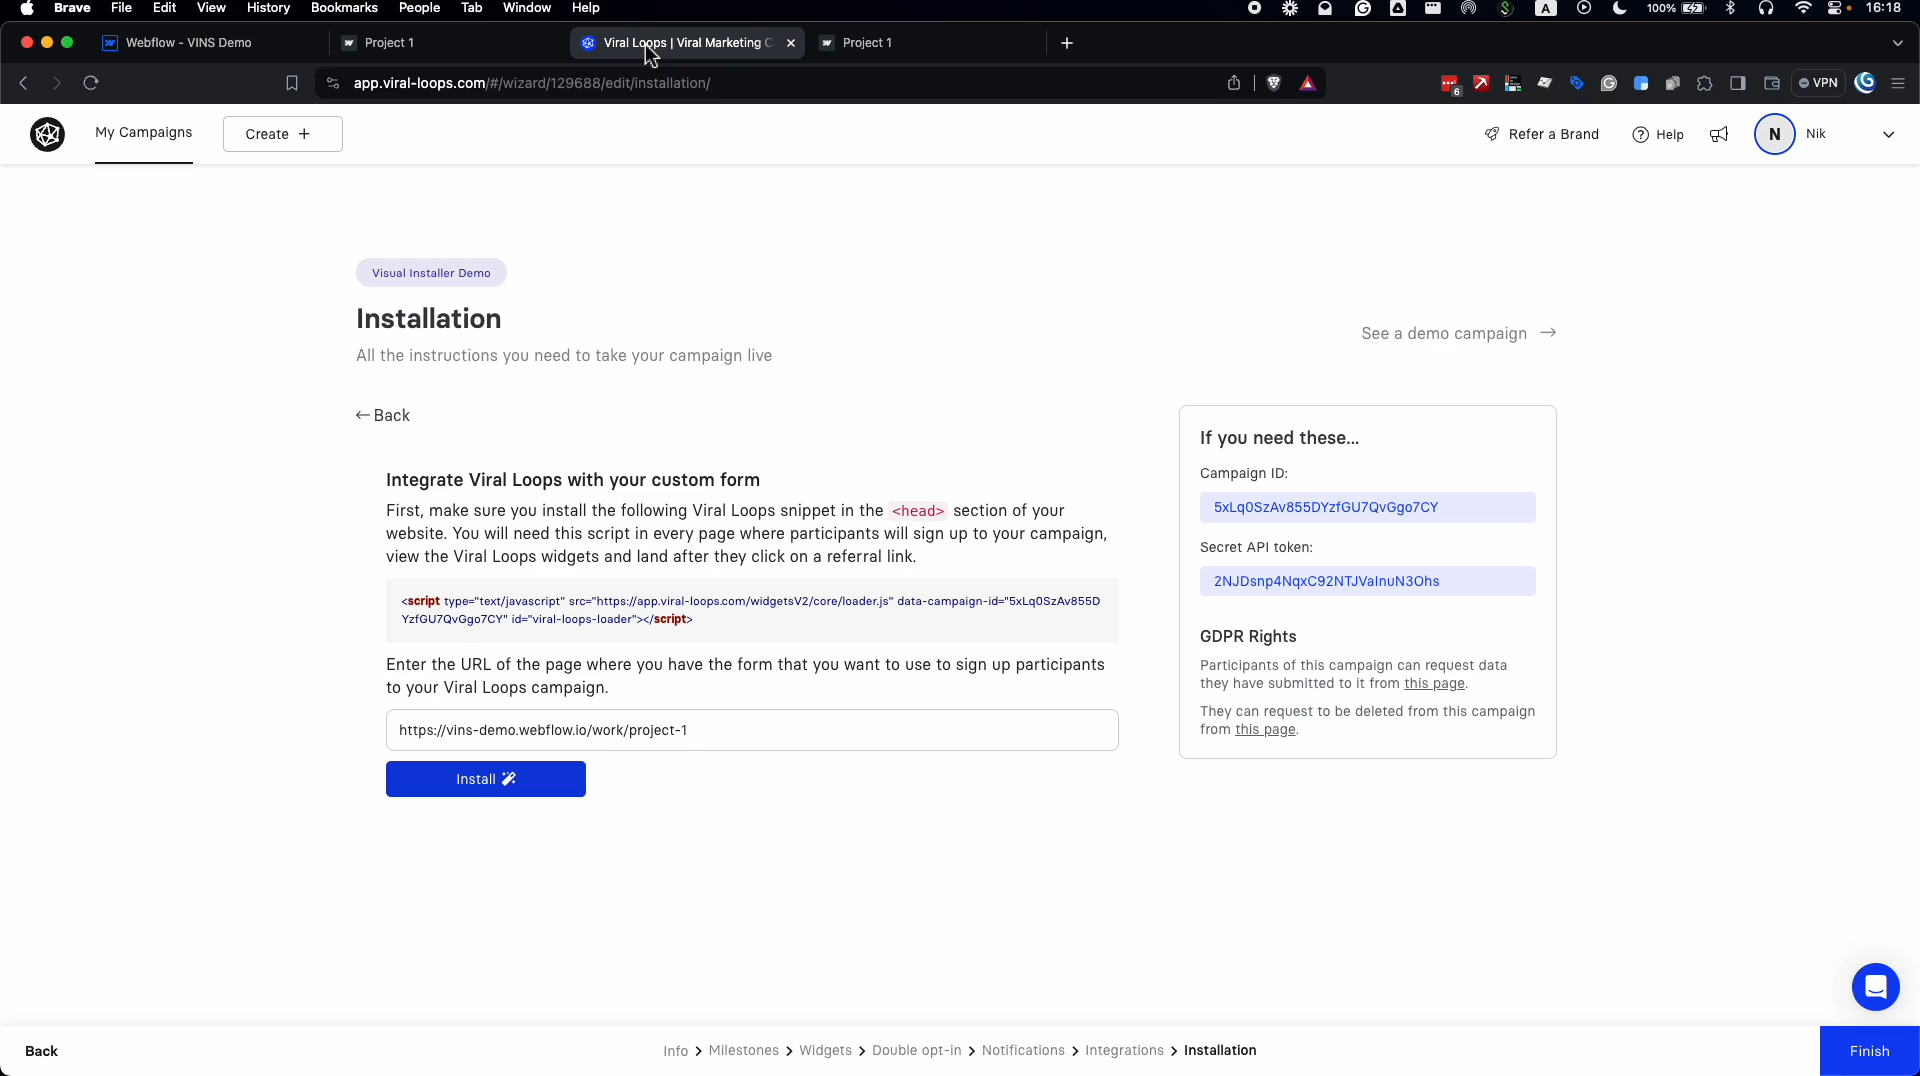 Brave File Edit View History Bookmarks People Tab Window Help
A 100% 16:18
Webflow - VINS Demo
Project 1
Viral Loops | Viral Marketing C
Project 1
app.viral-loops.com/#/wizard/129688/edit/installation/
6
VPN
My Campaigns
Create +
Refer a Brand
Help
N
Nik
Visual Installer Demo
Installation
All the instructions you need to take your campaign live
See a demo campaign →
← Back
Integrate Viral Loops with your custom form
First, make sure you install the following Viral Loops snippet in the <head> section of your
website. You will need this script in every page where participants will sign up to your campaign,
view the Viral Loops widgets and land after they click on a referral link.
<script type="text/javascript" src="https://app.viral-loops.com/widgetsV2/core/loader.js" data-campaign-id="5xLq0SzAv855D
YzfGU7QvGgo7CY" id="viral-loops-loader"></script>
Enter the URL of the page where you have the form that you want to use to sign up participants
to your Viral Loops campaign.
https://vins-demo.webflow.io/work/project-1
Install
If you need these...
Campaign ID:
5xLq0SzAv855DYzfGU7QvGgo7CY
Secret API token:
2NJDsnp4NqxC92NTJValnuN3Ohs
GDPR Rights
Participants of this campaign can request data
they have submitted to it from this page.
They can request to be deleted from this campaign
from this page.
Back
Info > Milestones > Widgets > Double opt-in > Notifications > Integrations > Installation
Finish